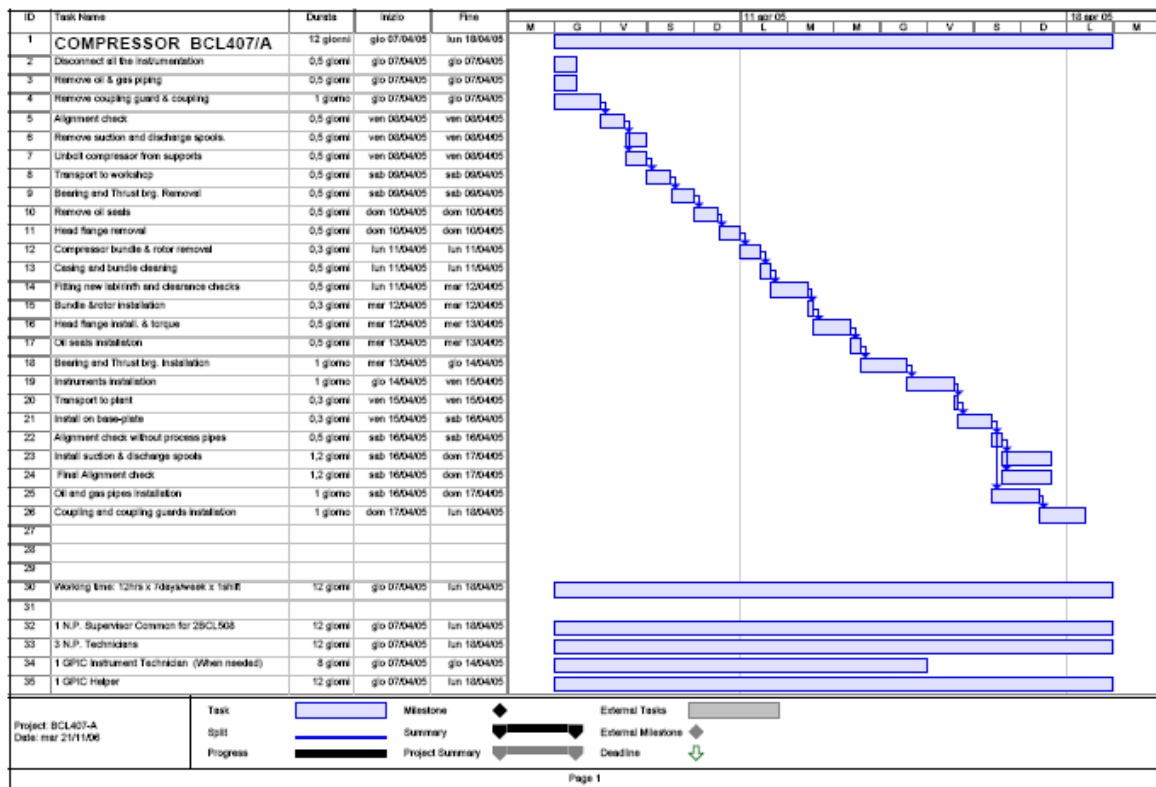 ID Task Name Durata Inizio Fine 11 apr 05 18 apr 05
M G V S D L M M G V S D L M
1 COMPRESSOR BCL407/A 12 giorni gio 07/04/05 lun 18/04/05
2 Disconnect all the instrumentation 0,5 giorni gio 07/04/05 gio 07/04/05
3 Remove oil & gas piping 0,5 giorni gio 07/04/05 gio 07/04/05
4 Remove coupling guard & coupling 1 giorno gio 07/04/05 gio 07/04/05
5 Alignment check 0,5 giorni ven 08/04/05 ven 08/04/05
6 Remove suction and discharge spools. 0,5 giorni ven 08/04/05 ven 08/04/05
7 Unbolt compressor from supports 0,5 giorni ven 08/04/05 ven 08/04/05
8 Transport to workshop 0,5 giorni sab 09/04/05 sab 09/04/05
9 Bearing and Thrust brg. Removal 0,5 giorni sab 09/04/05 sab 09/04/05
10 Remove oil seals 0,5 giorni dom 10/04/05 dom 10/04/05
11 Head flange removal 0,5 giorni dom 10/04/05 dom 10/04/05
12 Compressor bundle & rotor removal 0,3 giorni lun 11/04/05 lun 11/04/05
13 Casing and bundle cleaning 0,5 giorni lun 11/04/05 lun 11/04/05
14 Fitting new labirinth and clearance checks 0,5 giorni lun 11/04/05 mar 12/04/05
15 Bundle &rotor installation 0,3 giorni mar 12/04/05 mar 12/04/05
16 Head flange install. & torque 0,5 giorni mar 12/04/05 mer 13/04/05
17 Oil seals installation 0,5 giorni mer 13/04/05 mer 13/04/05
18 Bearing and Thrust brg. Installation 1 giorno mer 13/04/05 gio 14/04/05
19 Instruments installation 1 giorno gio 14/04/05 ven 15/04/05
20 Transport to plant 0,3 giorni ven 15/04/05 ven 15/04/05
21 Install on base-plate 0,3 giorni ven 15/04/05 sab 16/04/05
22 Alignment check without process pipes 0,5 giorni sab 16/04/05 sab 16/04/05
23 Install suction & discharge spools 1,2 giorni sab 16/04/05 dom 17/04/05
24 Final Alignment check 1,2 giorni sab 16/04/05 dom 17/04/05
25 Oil and gas pipes installation 1 giorno sab 16/04/05 dom 17/04/05
26 Coupling and coupling guards installation 1 giorno dom 17/04/05 lun 18/04/05
27
28
29
30 Working time: 12hrs x 7days/week x 1shift 12 giorni gio 07/04/05 lun 18/04/05
31
32 1 N.P. Supervisor Common for 2BCL508 12 giorni gio 07/04/05 lun 18/04/05
33 3 N.P. Technicians 12 giorni gio 07/04/05 lun 18/04/05
34 1 GPIC Instrument Technician (When needed) 8 giorni gio 07/04/05 gio 14/04/05
35 1 GPIC Helper 12 giorni gio 07/04/05 lun 18/04/05
Project: BCL407-A
Date: mar 21/11/06
Task Milestone External Tasks
Split Summary External Milestone
Progress Project Summary Deadline
Page 1